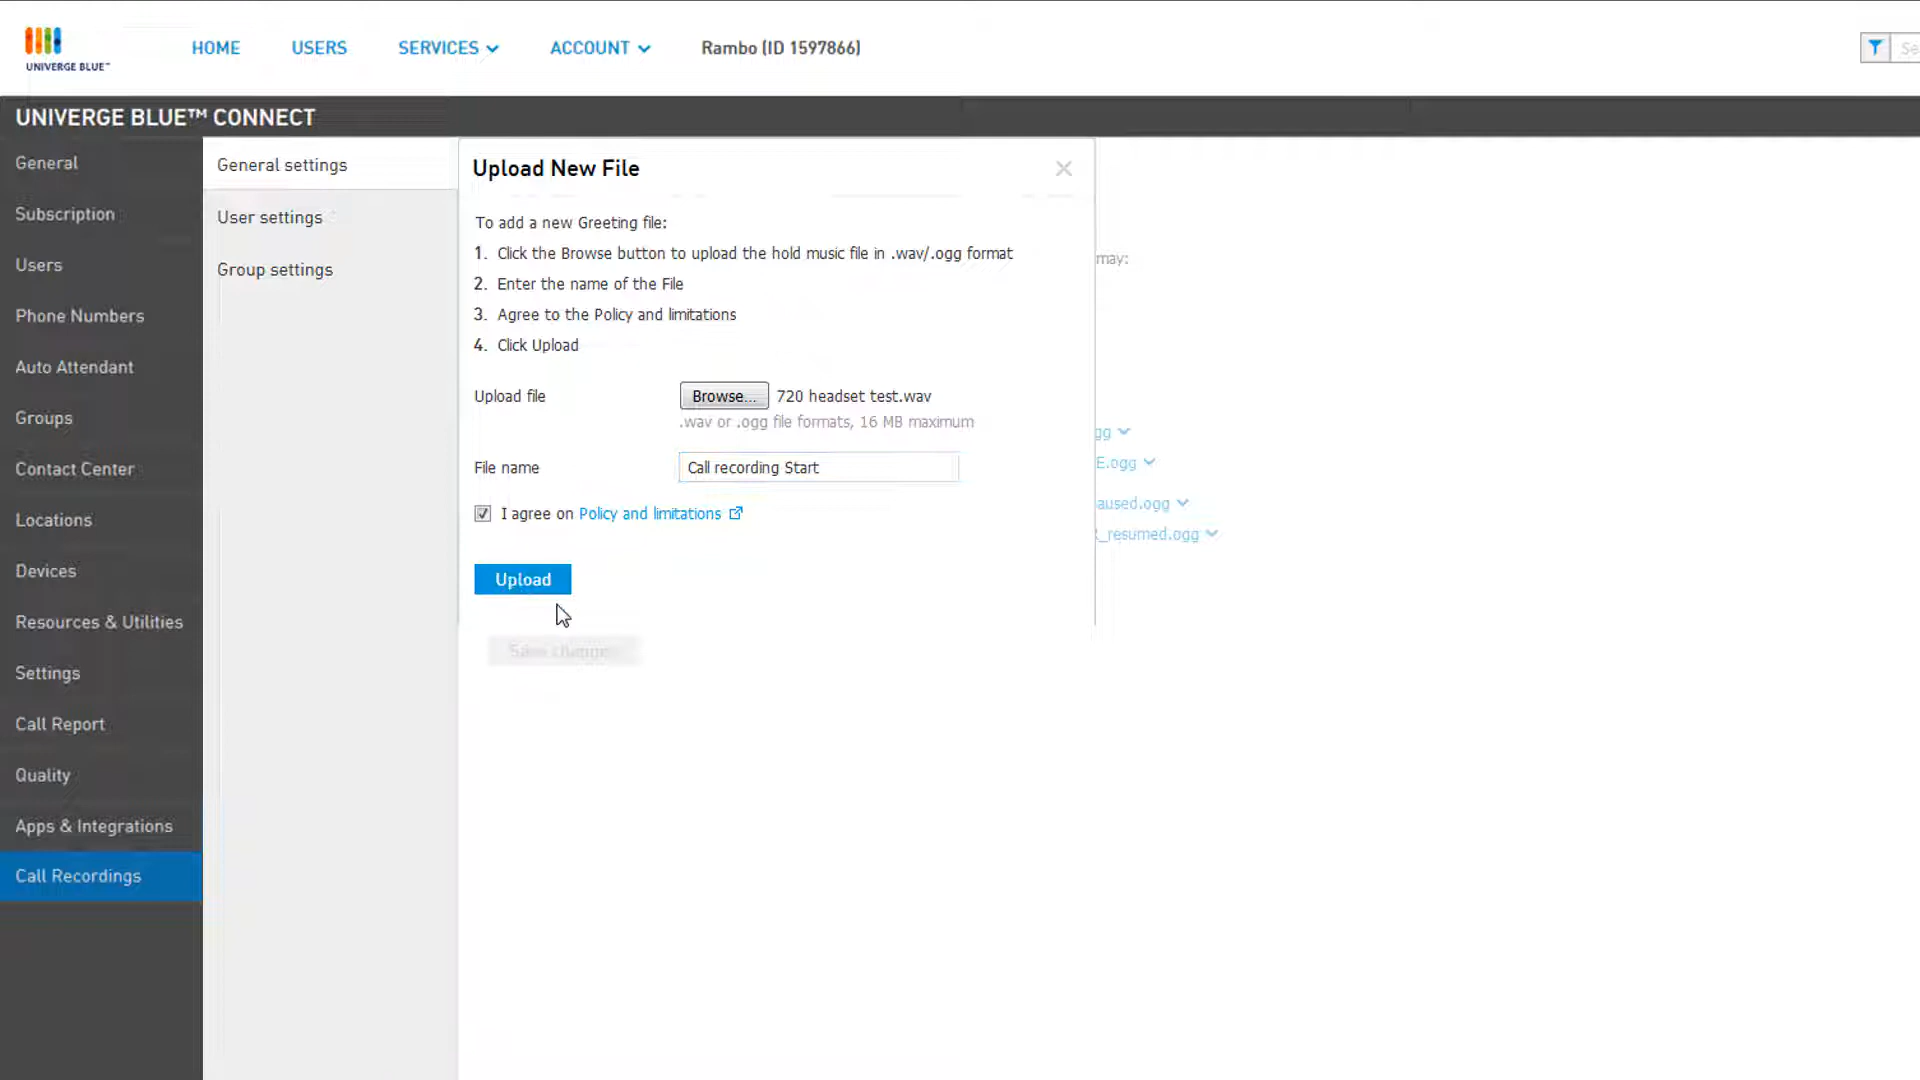 UNIVERGE BLUE™
HOME
USERS
SERVICES
ACCOUNT
Rambo (ID 1597866)
UNIVERGE BLUE™ CONNECT
General
Subscription
Users
Phone Numbers
Auto Attendant
Groups
Contact Center
Locations
Devices
Resources & Utilities
Settings
Call Report
Quality
Apps & Integrations
Call Recordings
General settings
User settings
Group settings
Upload New File
To add a new Greeting file:
1. Click the Browse button to upload the hold music file in .wav/.ogg format
2. Enter the name of the File
3. Agree to the Policy and limitations
4. Click Upload
Upload file
Browse... 720 headset test.wav
.wav or .ogg file formats, 16 MB maximum
File name
Call recording Start
I agree on Policy and limitations
Upload
Save changes
may:
gg
E.ogg
aused.ogg
_resumed.ogg